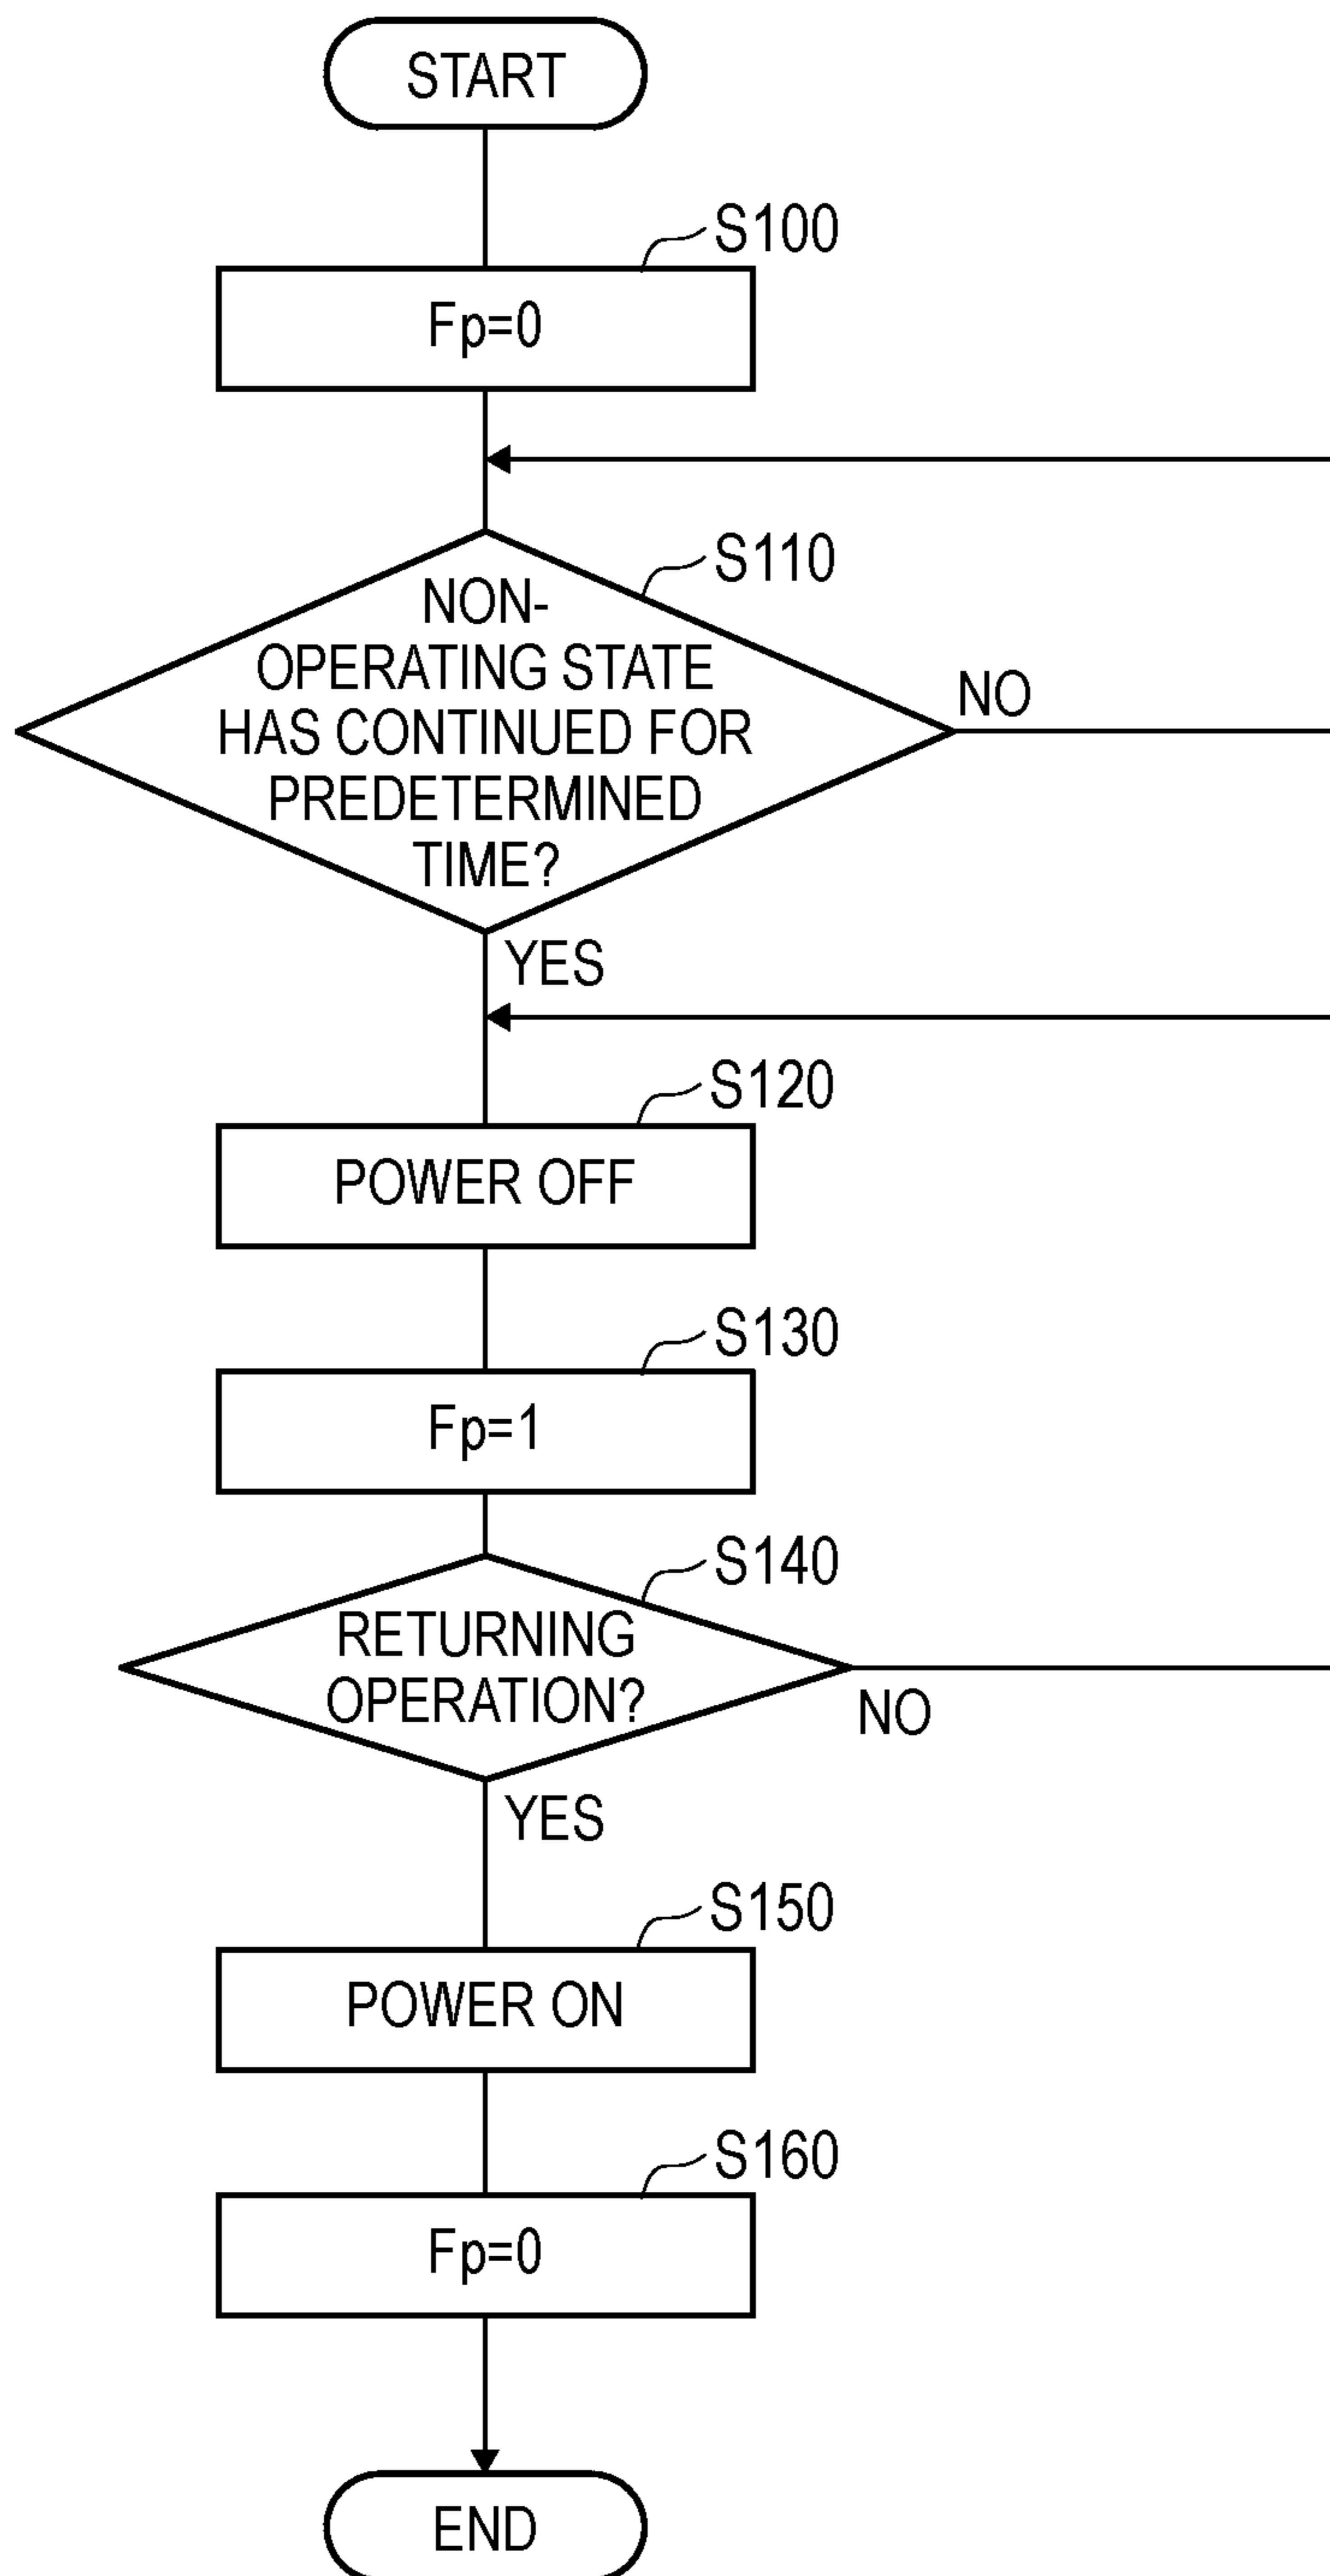 START
S100
Fp=0
S110
NON-
OPERATING STATE
HAS CONTINUED FOR
PREDETERMINED
TIME?
NO
YES
S120
POWER OFF
S130
Fp=1
S140
RETURNING
OPERATION?
NO
YES
S150
POWER ON
S160
Fp=0
END